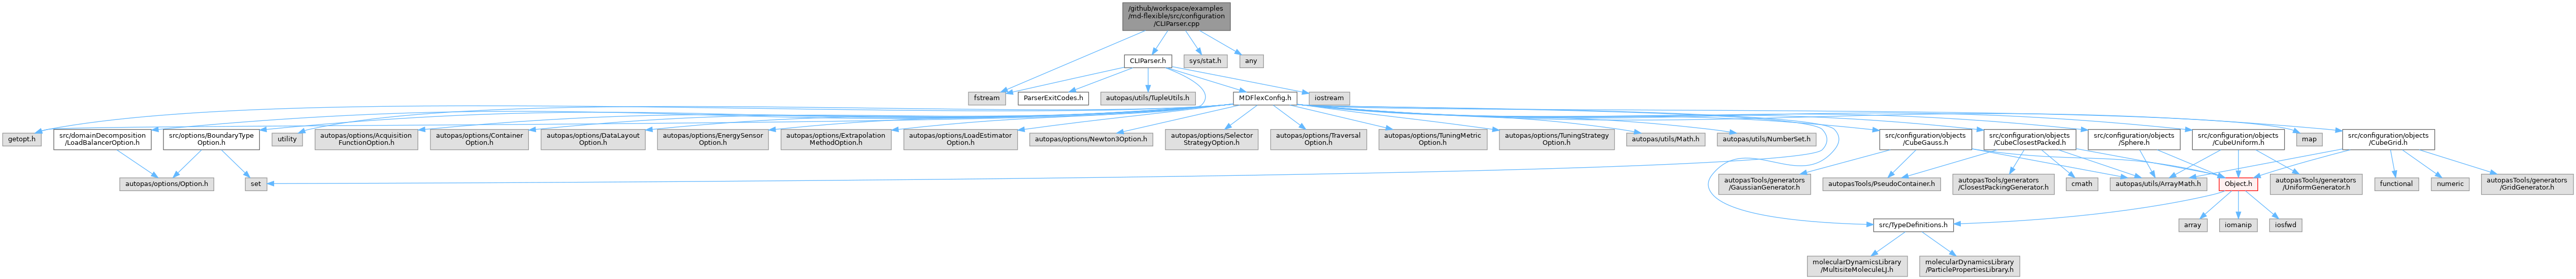 /github/workspace/examples
/md-flexible/src/configuration
/CLIParser.cpp
CLIParser.h
sys/stat.h
any
fstream
ParserExitCodes.h
autopas/utils/TupleUtils.h
MDFlexConfig.h
iostream
getopt.h
src/domainDecomposition
/LoadBalancerOption.h
src/options/BoundaryType
Option.h
utility
autopas/options/Acquisition
FunctionOption.h
autopas/options/Container
Option.h
autopas/options/DataLayout
Option.h
autopas/options/EnergySensor
Option.h
autopas/options/Extrapolation
MethodOption.h
autopas/options/LoadEstimator
Option.h
autopas/options/Newton3Option.h
autopas/options/Selector
StrategyOption.h
autopas/options/Traversal
Option.h
autopas/options/TuningMetric
Option.h
autopas/options/TuningStrategy
Option.h
autopas/utils/Math.h
autopas/utils/NumberSet.h
src/configuration/objects
/CubeGauss.h
src/configuration/objects
/CubeClosestPacked.h
src/configuration/objects
/Sphere.h
src/configuration/objects
/CubeUniform.h
map
src/configuration/objects
/CubeGrid.h
autopas/options/Option.h
set
autopasTools/generators
/GaussianGenerator.h
autopasTools/PseudoContainer.h
autopasTools/generators
/ClosestPackingGenerator.h
cmath
autopas/utils/ArrayMath.h
Object.h
autopasTools/generators
/UniformGenerator.h
functional
numeric
autopasTools/generators
/GridGenerator.h
src/TypeDefinitions.h
array
iomanip
iosfwd
molecularDynamicsLibrary
/MultisiteMoleculeLJ.h
molecularDynamicsLibrary
/ParticlePropertiesLibrary.h